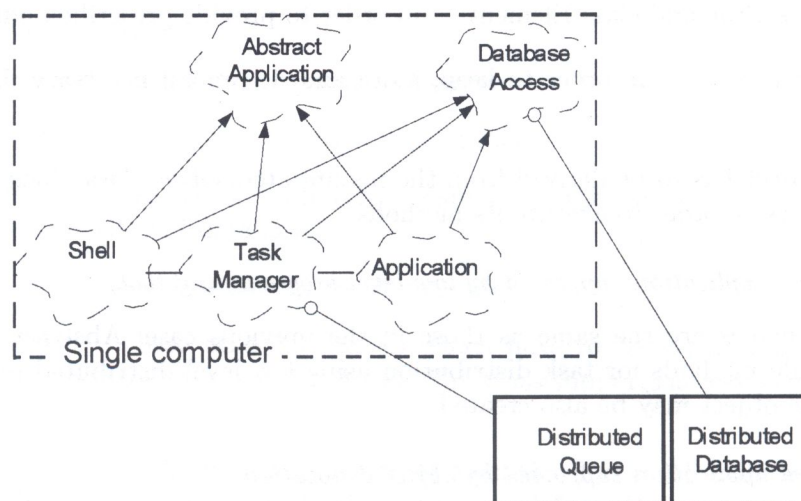 Abstract
Application
Database
Access
Shell
Task
Manager
Application
Single computer
Distributed
Queue
Distributed
Database